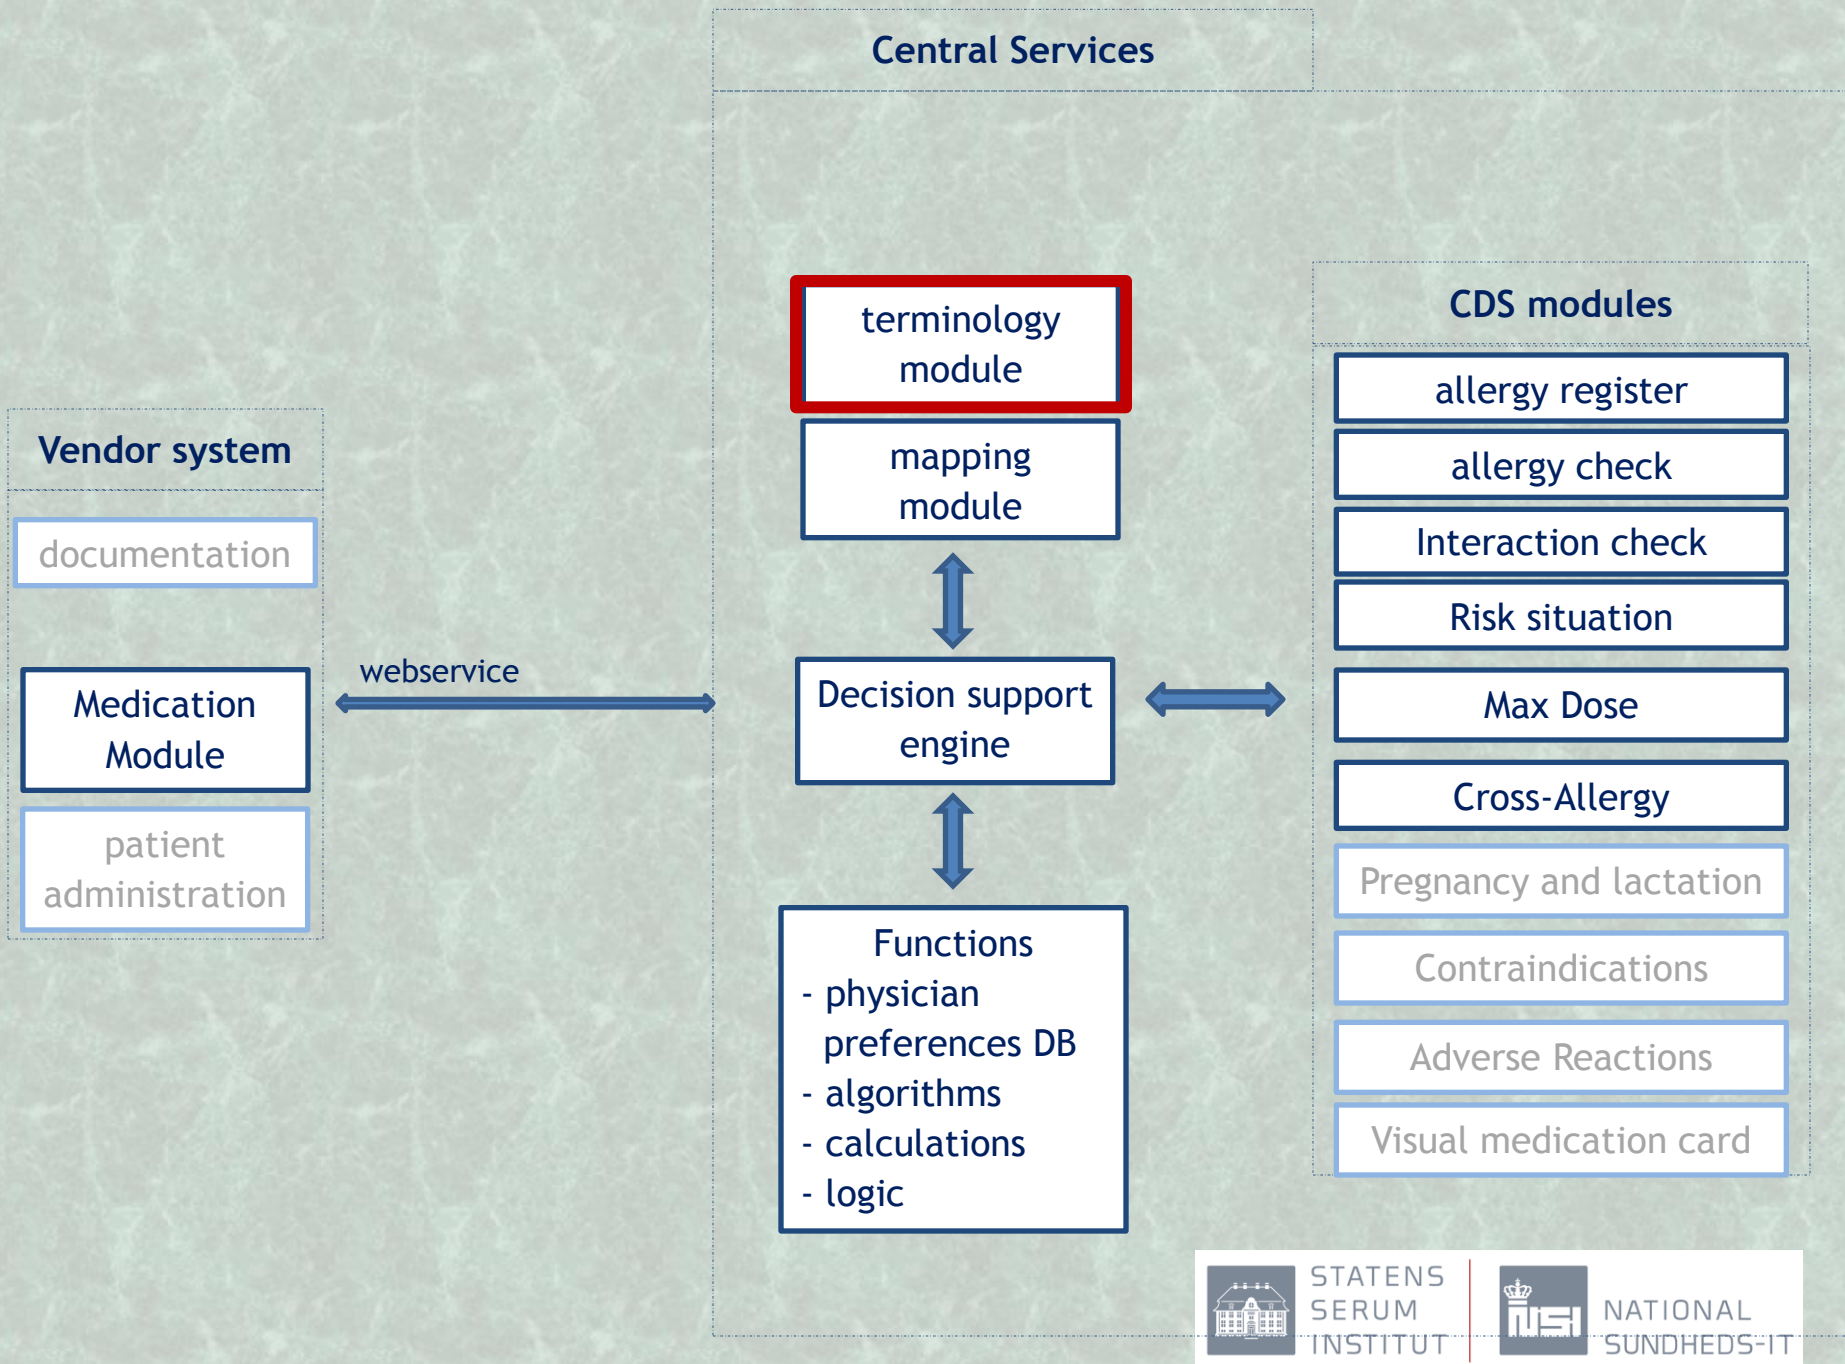 Central Services
Vendor system
documentation
Medication
Module
patient
administration
webservice
terminology
module
mapping
module
Decision support
engine
Functions
- physician
preferences DB
- algorithms
- calculations
- logic
CDS modules
allergy register
allergy check
Interaction check
Risk situation
Max Dose
Cross-Allergy
Pregnancy and lactation
Contraindications
Adverse Reactions
Visual medication card
STATENS
SERUM
INSTITUT
NSI
NATIONAL
SUNDHEDS-IT